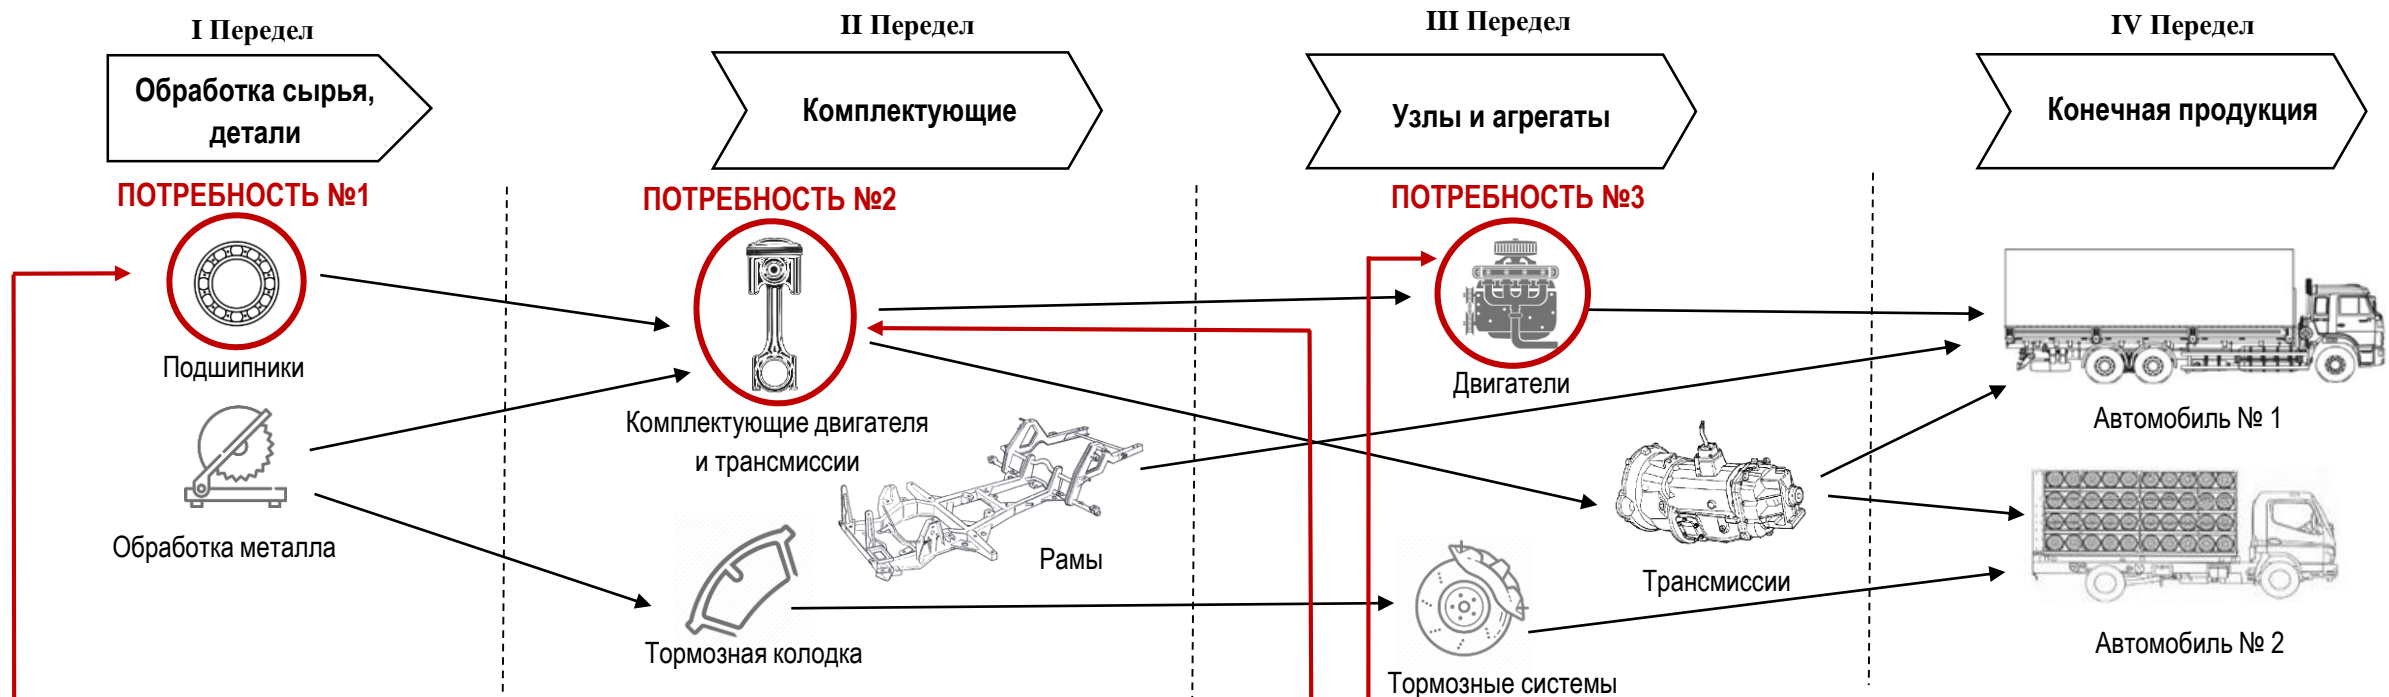 I Передел
II Передел
III Передел
IV Передел
Обработка сырья,
детали
Комплектующие
Узлы и агрегаты
Конечная продукция
ПОТРЕБНОСТЬ №1
ПОТРЕБНОСТЬ №2
ПОТРЕБНОСТЬ №3
Подшипники
Двигатели
Комплектующие двигателя
и трансмиссии
Автомобиль № 1
Обработка металла
Рамы
Трансмиссии
Тормозная колодка
Автомобиль № 2
Тормозные системы